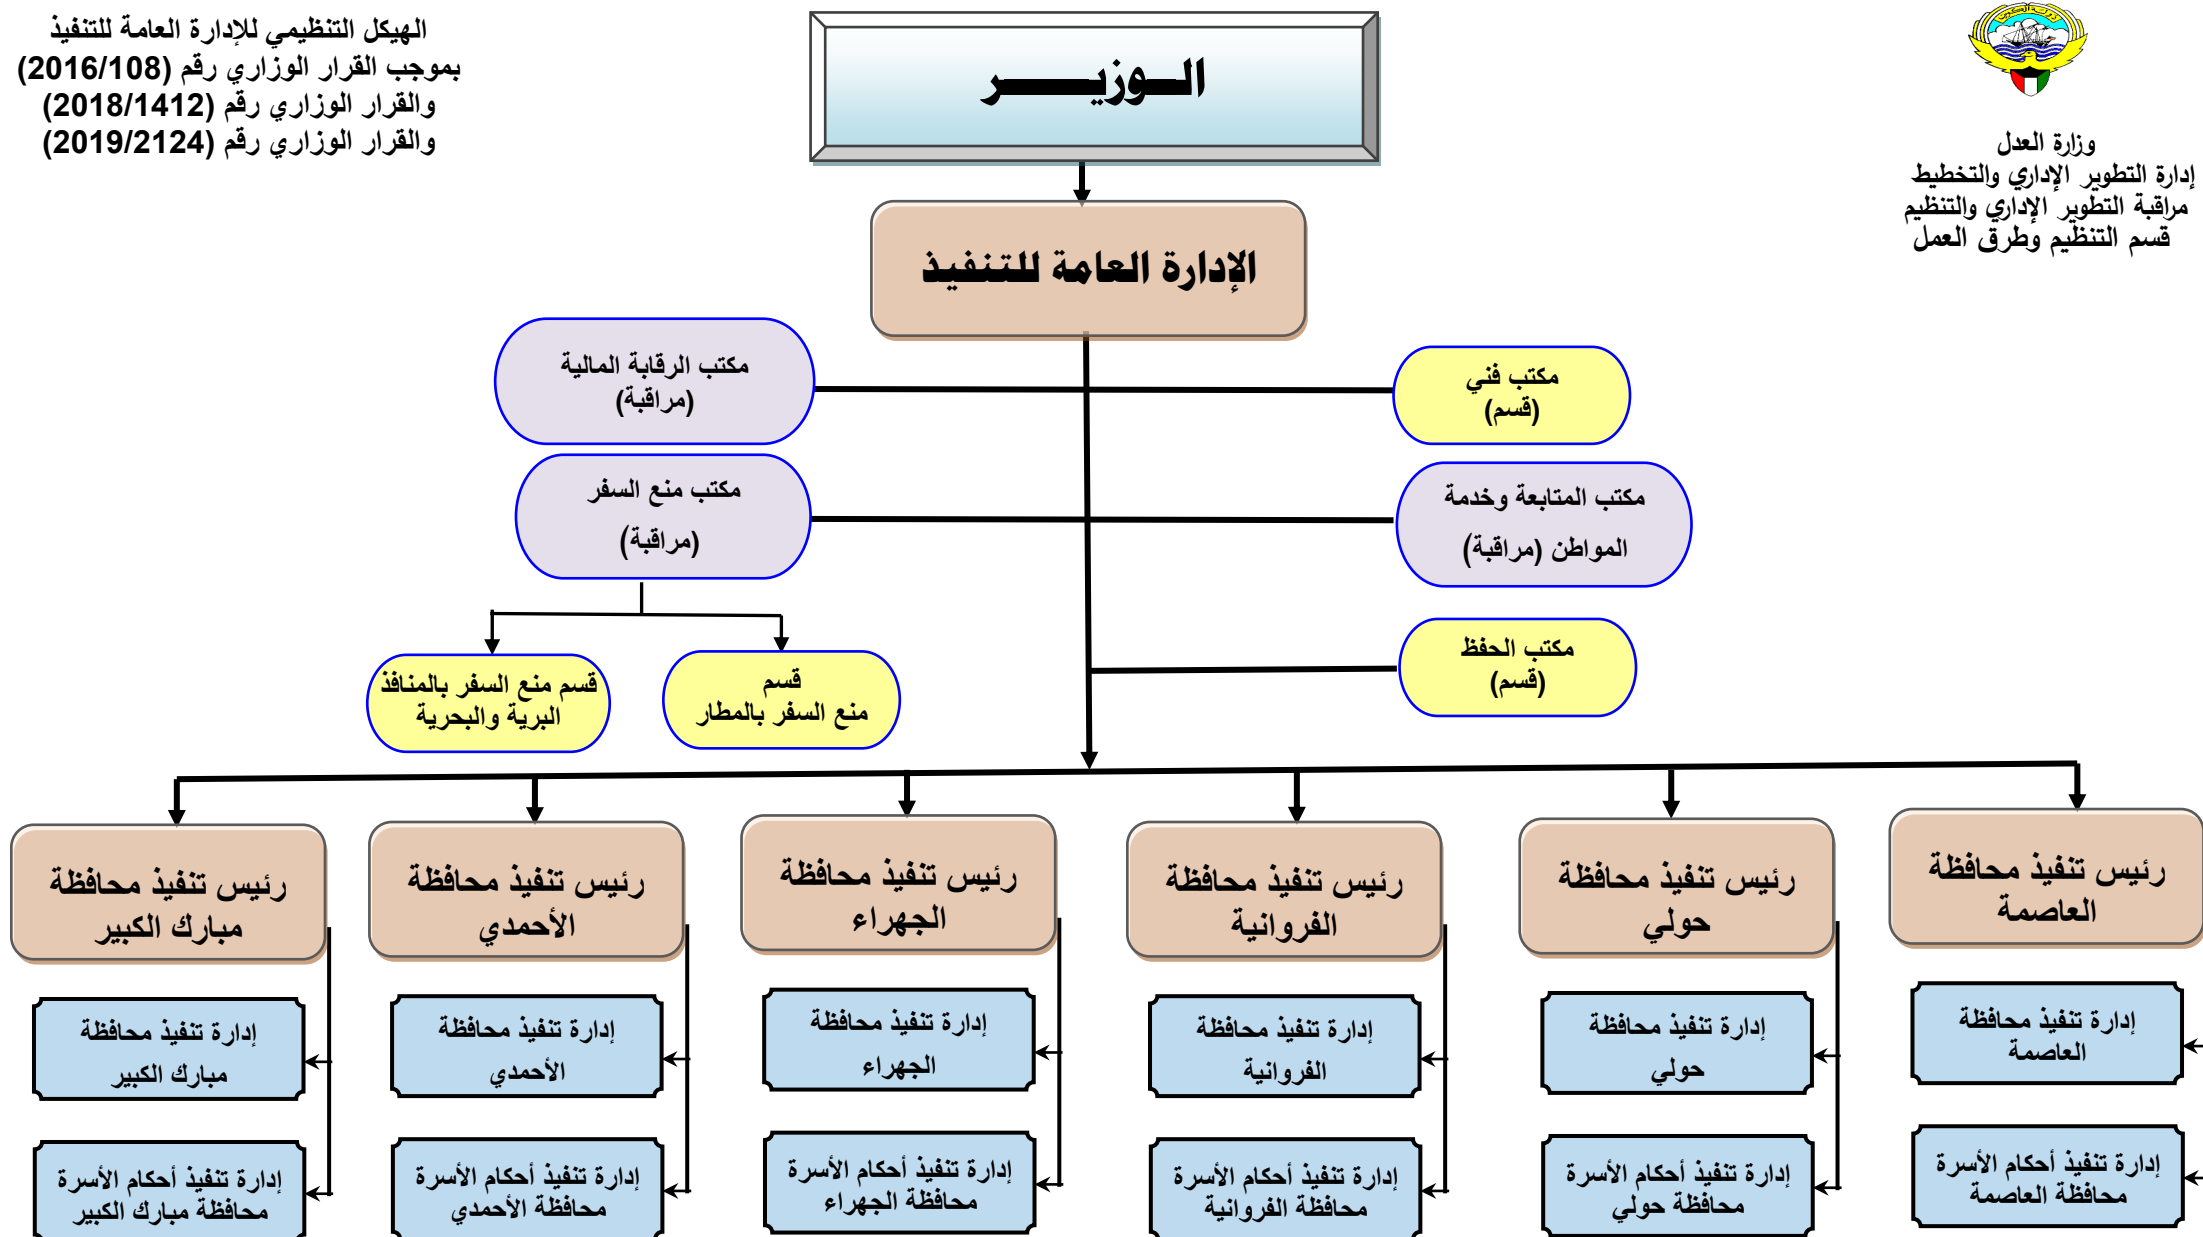 الهيكل التنظيمي للإدارة العامة للتنفيذ
بموجب القرار الوزاري رقم (2016/108)
والقرار الوزاري رقم (2018/1412)
والقرار الوزاري رقم (2019/2124)
وزارة العدل
إدارة التطوير الإداري والتخطيط
مراقبة التطوير الإداري والتنظيم
قسم التنظيم وطرق العمل
الـوزيـــــر
الإدارة العامة للتنفيذ
مكتب فني
(قسم)
مكتب الرقابة المالية
(مراقبة)
مكتب المتابعة وخدمة
المواطن (مراقبة)
مكتب منع السفر
(مراقبة)
مكتب الحفظ
(قسم)
قسم
منع السفر بالمطار
قسم منع السفر بالمنافذ
البرية والبحرية
رئيس تنفيذ محافظة
العاصمة
رئيس تنفيذ محافظة
حولي
رئيس تنفيذ محافظة
الفروانية
رئيس تنفيذ محافظة
الجهراء
رئيس تنفيذ محافظة
الأحمدي
رئيس تنفيذ محافظة
مبارك الكبير
إدارة تنفيذ محافظة
العاصمة
إدارة تنفيذ محافظة
حولي
إدارة تنفيذ محافظة
الفروانية
إدارة تنفيذ محافظة
الجهراء
إدارة تنفيذ محافظة
الأحمدي
إدارة تنفيذ محافظة
مبارك الكبير
إدارة تنفيذ أحكام الأسرة
محافظة العاصمة
إدارة تنفيذ أحكام الأسرة
محافظة حولي
إدارة تنفيذ أحكام الأسرة
محافظة الفروانية
إدارة تنفيذ أحكام الأسرة
محافظة الجهراء
إدارة تنفيذ أحكام الأسرة
محافظة الأحمدي
إدارة تنفيذ أحكام الأسرة
محافظة مبارك الكبير